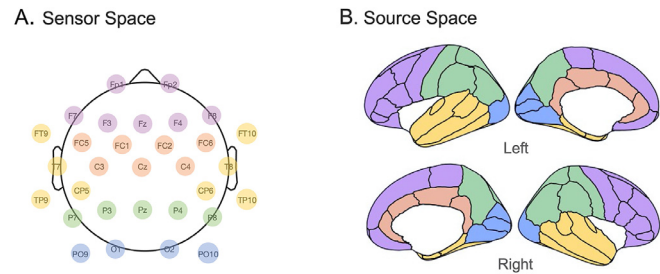 A. Sensor Space
B. Source Space
Fp1 Fp2
F7 F3 Fz F4 F8
FT9 FC5 FC1 FC2 FC6 FT10
T7 C3 Cz C4 T8
TP9 CP5 CP6 TP10
P7 P3 Pz P4 P8
PO9 O1 O2 PO10
Left
Right